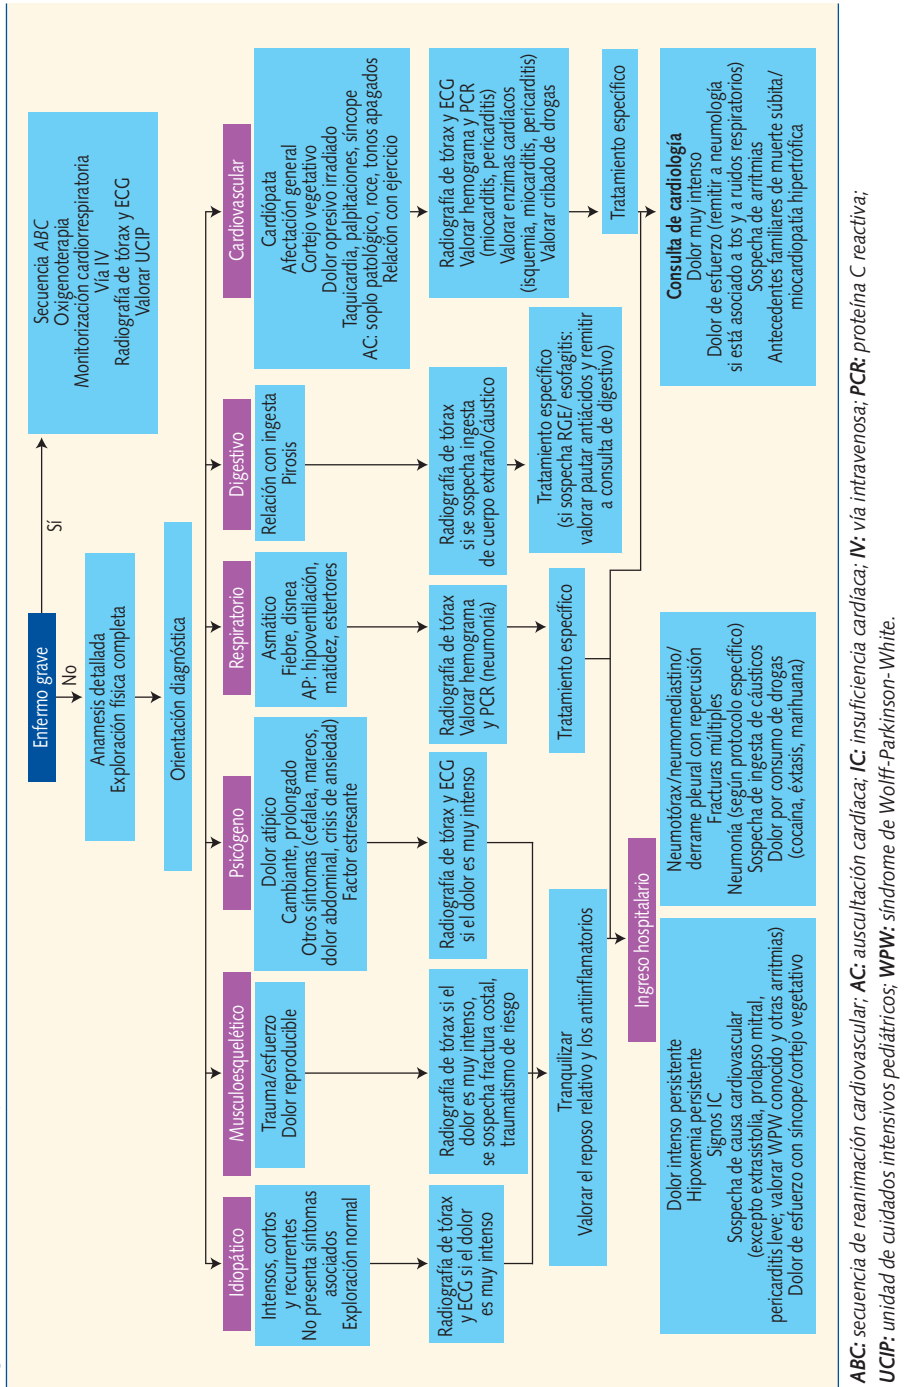 Enfermo grave
Sí
No
Secuencia ABC
Oxigenoterapia
Monitorización cardiorrespiratoria
Vía IV
Radiografía de tórax y ECG
Valorar UCIP
Anamesis detallada
Exploración física completa
Orientación diagnóstica
Idiopático
Musculoesquelético
Psicógeno
Respiratorio
Digestivo
Cardiovascular
Intensos, cortos
y recurrentes
No presenta síntomas
asociados
Exploración normal
Trauma/esfuerzo
Dolor reproducible
Dolor atípico
Cambiante, prolongado
Otros síntomas (cefalea, mareos,
dolor abdominal, crisis de ansiedad)
Factor estresante
Asmático
Fiebre, disnea
AP: hipoventilación,
matidez, estertores
Relación con ingesta
Pirosis
Cardiópata
Afectación general
Cortejo vegetativo
Dolor opresivo irradiado
Taquicardia, palpitaciones, síncope
AC: soplo patológico, roce, tonos apagados
Relación con ejercicio
Radiografía de tórax
y ECG si el dolor
es muy intenso
Radiografía de tórax si el
dolor es muy intenso,
se sospecha fractura costal,
traumatismo de riesgo
Radiografía de tórax y ECG
si el dolor es muy intenso
Radiografía de tórax
Valorar hemograma
y PCR (neumonía)
Radiografía de tórax
si se sospecha ingesta
de cuerpo extraño/cáustico
Radiografía de tórax y ECG
Valorar hemograma y PCR
(miocarditis, pericarditis)
Valorar enzimas cardíacos
(isquemia, miocarditis, pericarditis)
Valorar cribado de drogas
Tranquilizar
Valorar el reposo relativo y los antiinflamatorios
Tratamiento específico
Tratamiento específico
(si sospecha RGE/ esofagitis:
valorar pautar antiácidos y remitir
a consulta de digestivo)
Tratamiento específico
Ingreso hospitalario
Dolor intenso persistente
Hipoxemia persistente
Signos IC
Sospecha de causa cardiovascular
(excepto extrasistolia, prolapso mitral,
pericarditis leve; valorar WPW conocido y otras arritmias)
Dolor de esfuerzo con síncope/cortejo vegetativo
Neumotórax/neumomediastino/
derrame pleural con repercusión
Fracturas múltiples
Neumonía (según protocolo específico)
Sospecha de ingesta de cáusticos
Dolor por consumo de drogas
(cocaína, éxtasis, marihuana)
Consulta de cardiología
Dolor muy intenso
Dolor de esfuerzo (remitir a neumología
si está asociado a tos y a ruidos respiratorios)
Sospecha de arritmias
Antecedentes familiares de muerte súbita/
miocardiopatía hipertrófica
ABC: secuencia de reanimación cardiovascular; AC: auscultación cardíaca; IC: insuficiencia cardíaca; IV: vía intravenosa; PCR: proteína C reactiva;
UCIP: unidad de cuidados intensivos pediátricos; WPW: síndrome de Wolff-Parkinson-White.